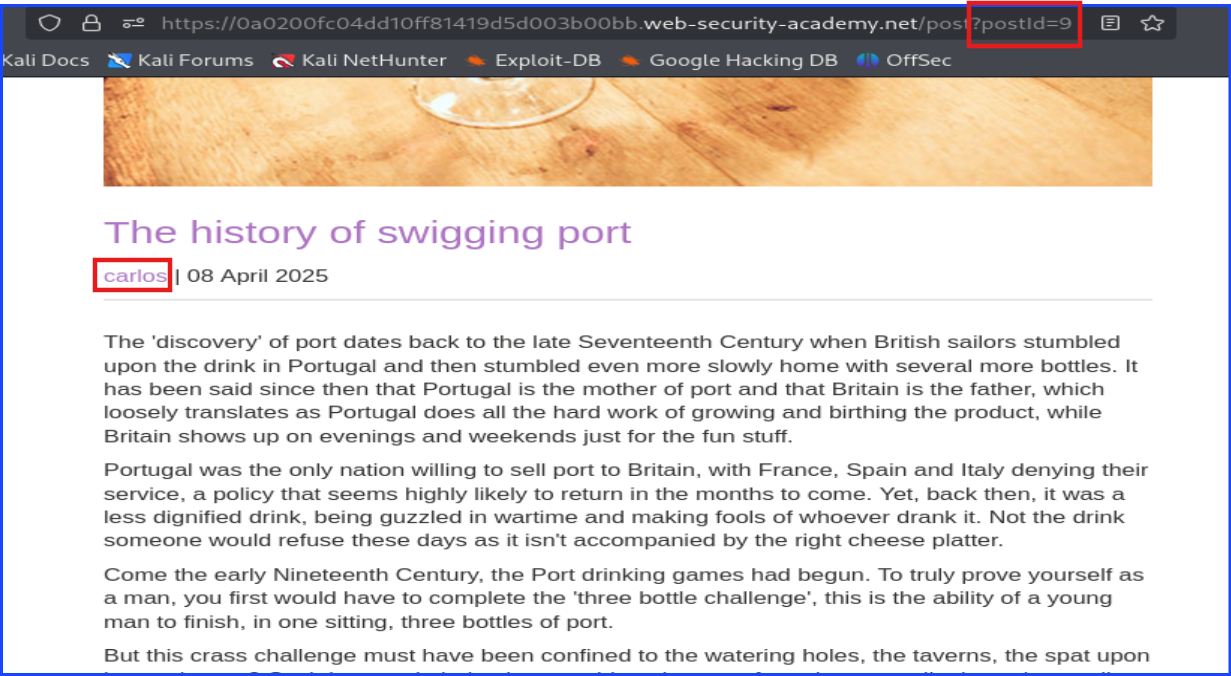 https://0a0200fc04dd10ff81419d5d003b00bb.web-security-academy.net/post?postId=9
Kali Docs Kali Forums Kali NetHunter Exploit-DB Google Hacking DB OffSec
The history of swigging port
carlos | 08 April 2025
The 'discovery' of port dates back to the late Seventeenth Century when British sailors stumbled
upon the drink in Portugal and then stumbled even more slowly home with several more bottles. It
has been said since then that Portugal is the mother of port and that Britain is the father, which
loosely translates as Portugal does all the hard work of growing and birthing the product, while
Britain shows up on evenings and weekends just for the fun stuff.
Portugal was the only nation willing to sell port to Britain, with France, Spain and Italy denying their
service, a policy that seems highly likely to return in the months to come. Yet, back then, it was a
less dignified drink, being guzzled in wartime and making fools of whoever drank it. Not the drink
someone would refuse these days as it isn't accompanied by the right cheese platter.
Come the early Nineteenth Century, the Port drinking games had begun. To truly prove yourself as
a man, you first would have to complete the 'three bottle challenge', this is the ability of a young
man to finish, in one sitting, three bottles of port.
But this crass challenge must have been confined to the watering holes, the taverns, the spat upon